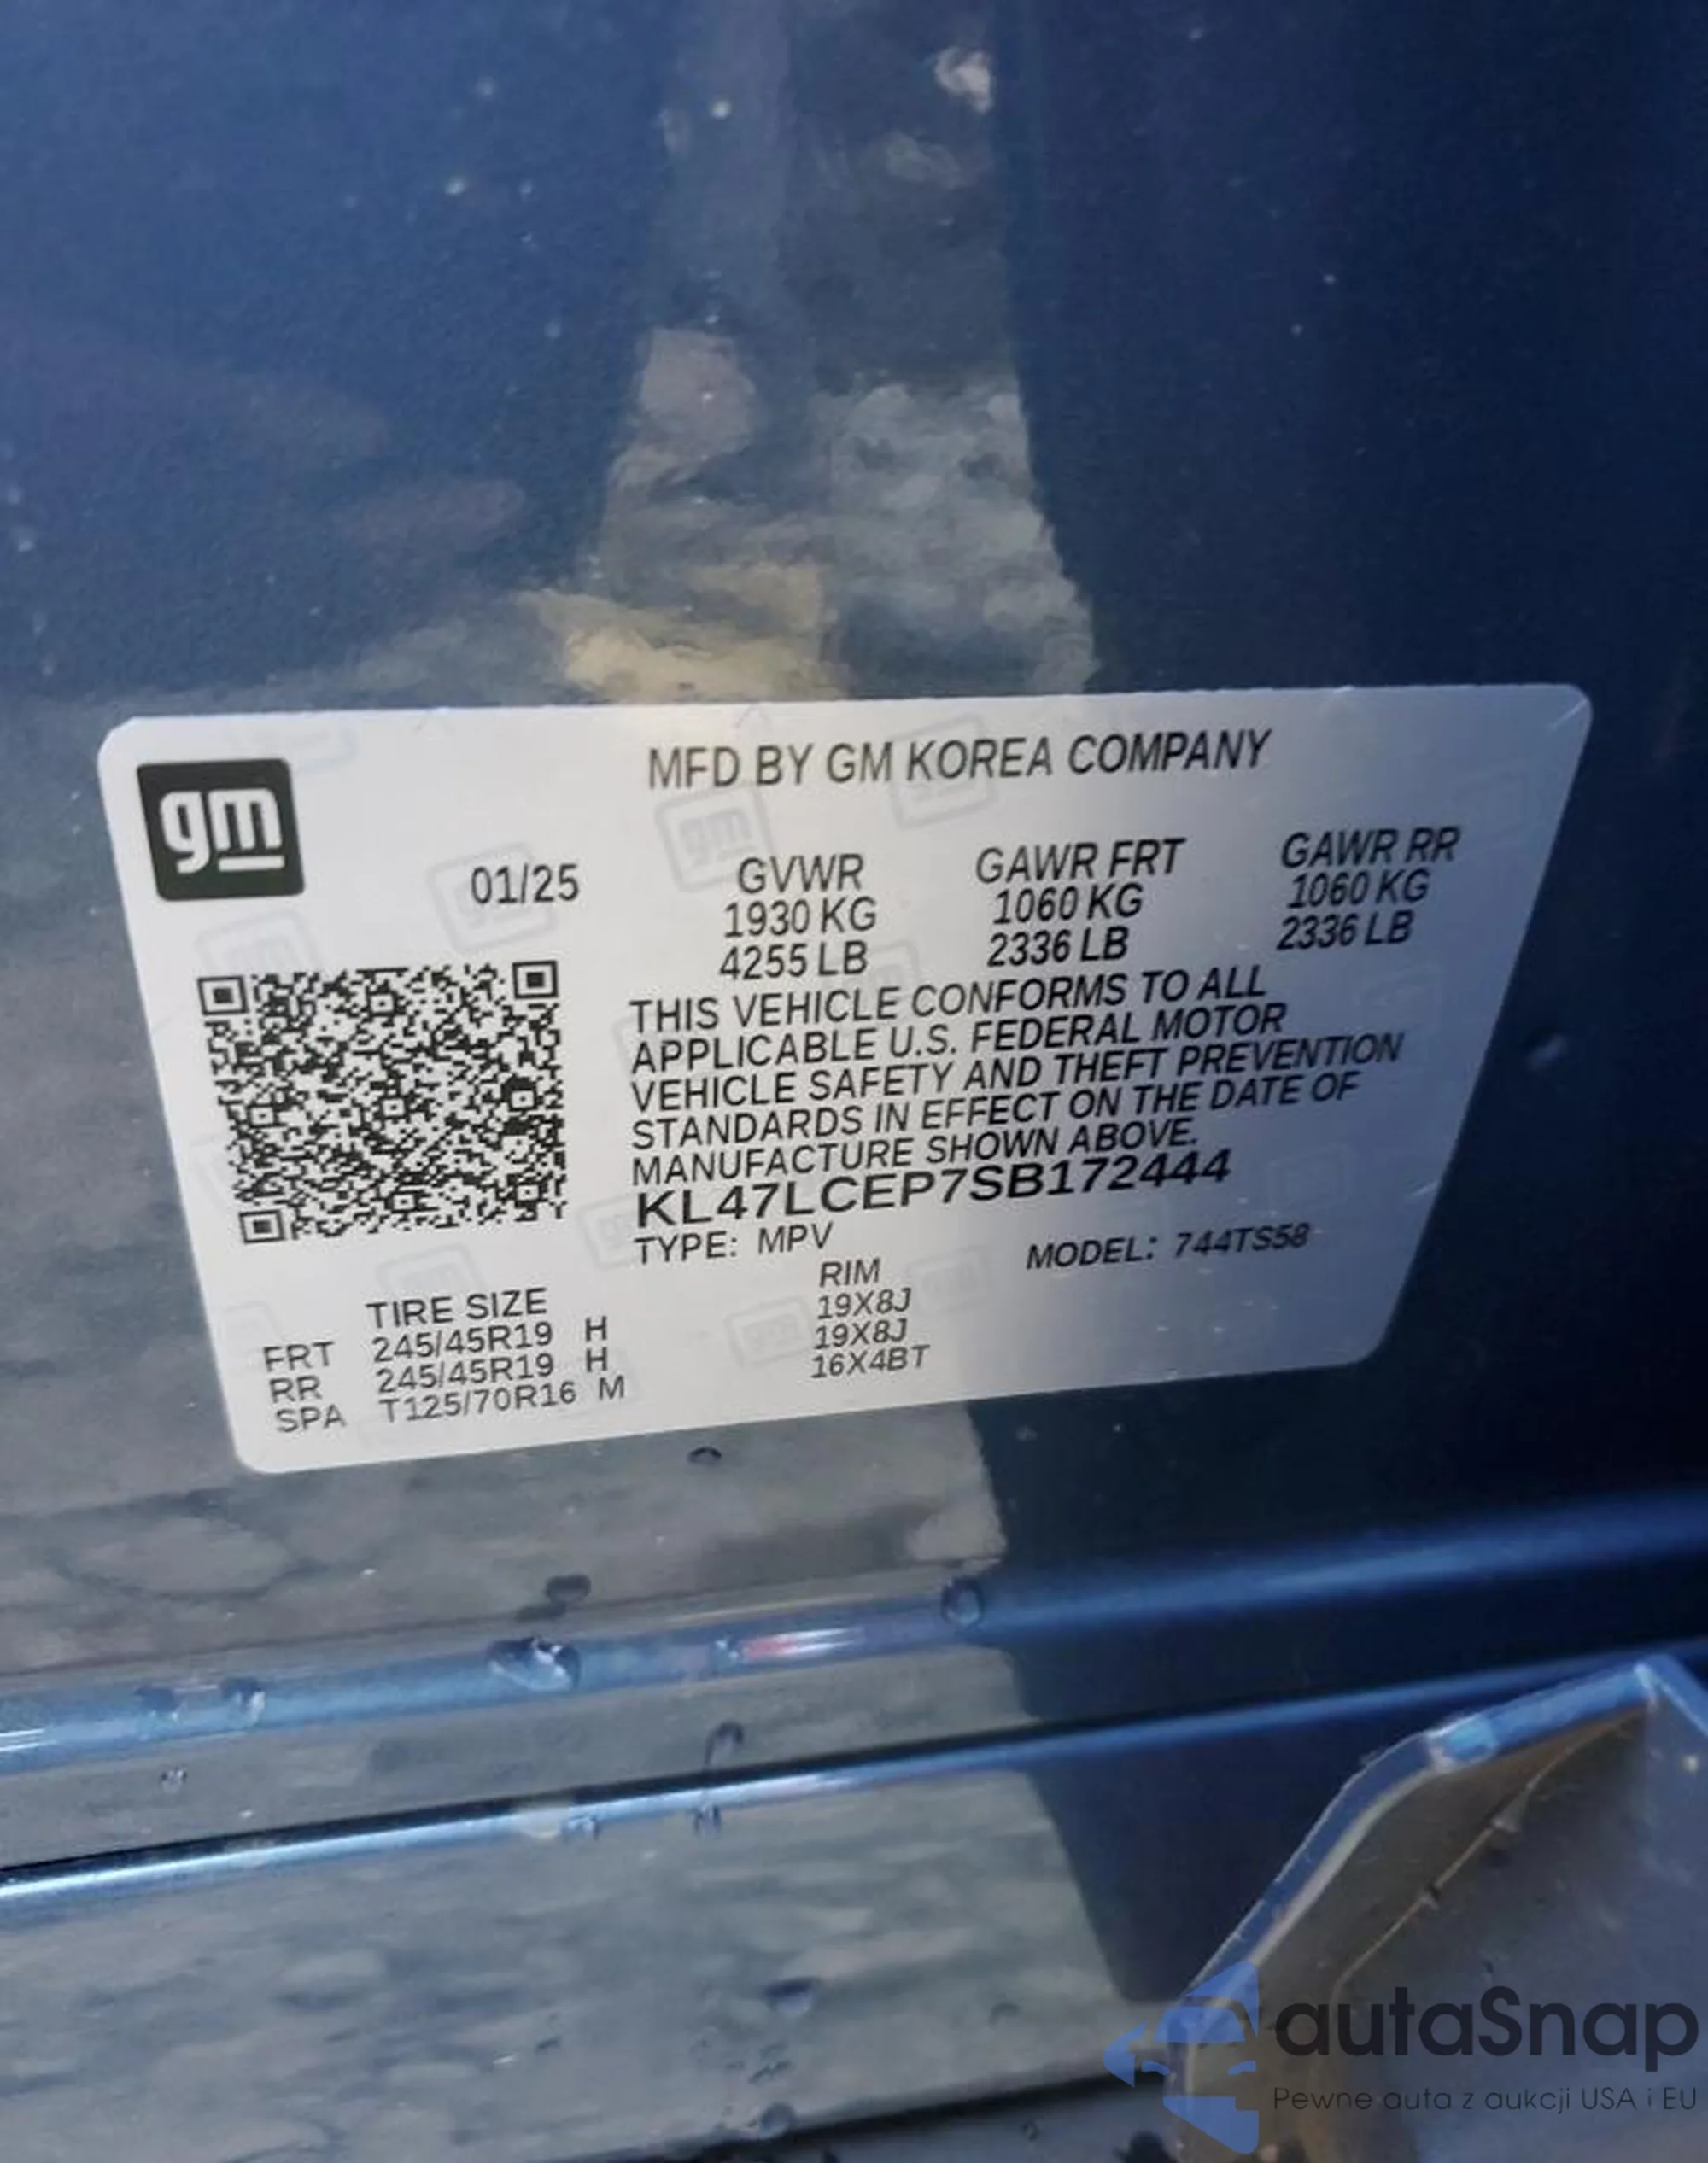 gm
MFD BY GM KOREA COMPANY
01/25
GVWR
1930 KG
4255 LB
GAWR FRT
1060 KG
2336 LB
GAWR RR
1060 KG
2336 LB
THIS VEHICLE CONFORMS TO ALL
APPLICABLE U.S. FEDERAL MOTOR
VEHICLE SAFETY AND THEFT PREVENTION
STANDARDS IN EFFECT ON THE DATE OF
MANUFACTURE SHOWN ABOVE.
KL47LCEP7SB172444
TYPE: MPV MODEL: 744TS58
TIRE SIZE RIM
FRT 245/45R19 H 19X8J
RR 245/45R19 H 19X8J
SPA T125/70R16 M 16X4BT
autaSnap
Pewne auta z aukcji USA i EU